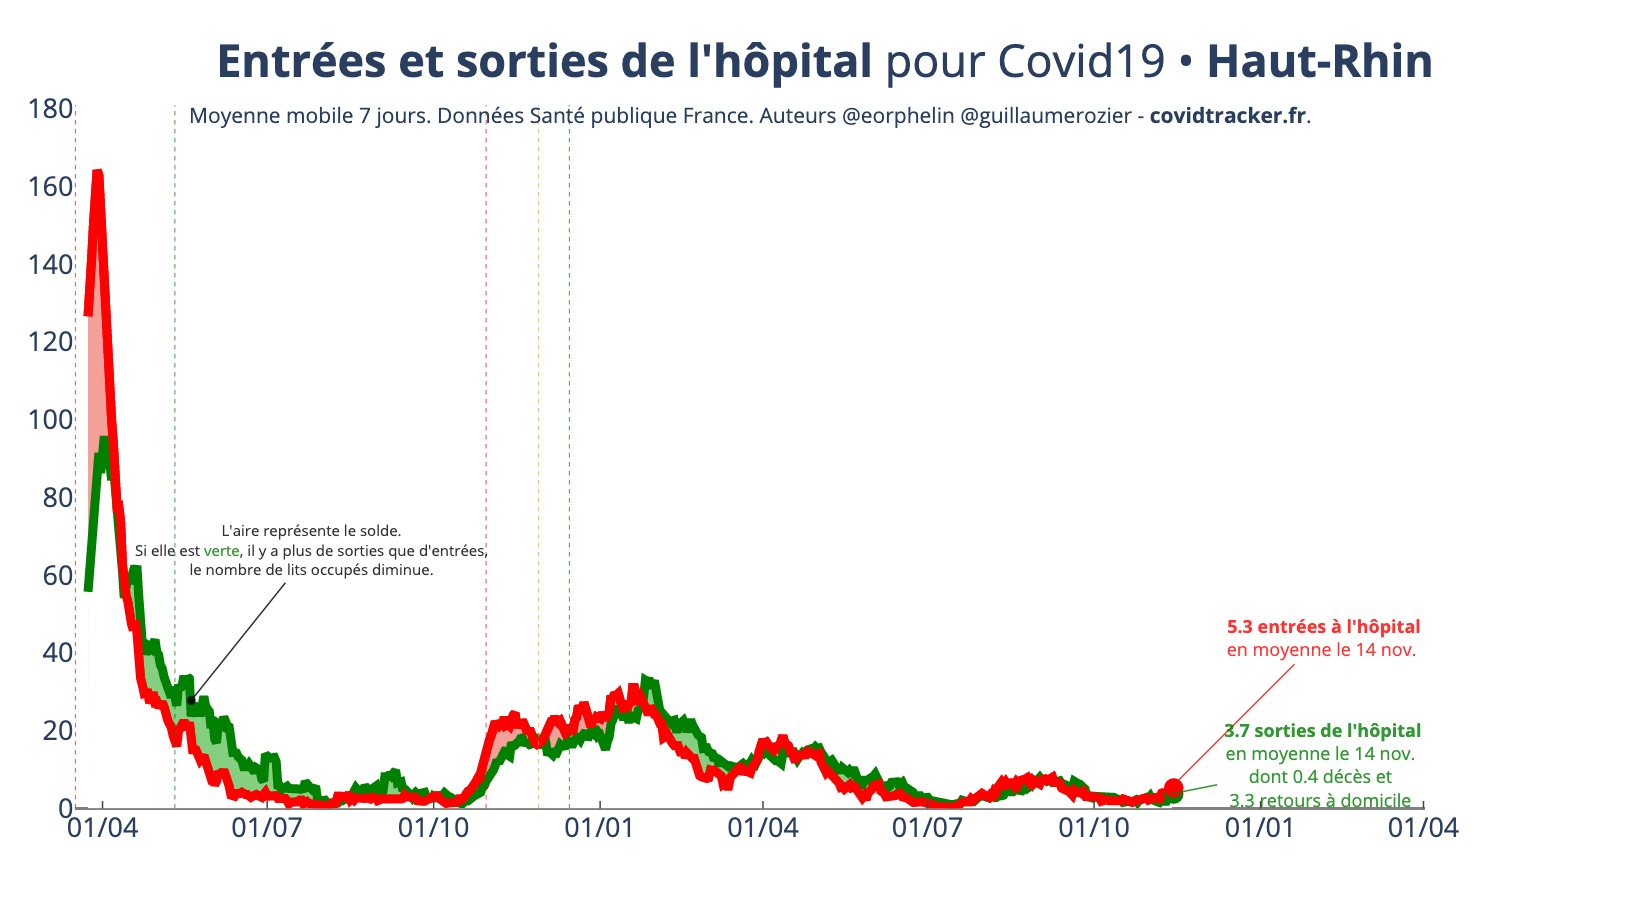 Entrées et sorties de l'hôpital pour Covid19 • Haut-Rhin
Moyenne mobile 7 jours. Données Santé publique France. Auteurs @eorphelin @guillaumerozier - covidtracker.fr.
180
160
140
120
100
80
60
40
20
0
L'aire représente le solde.
Si elle est verte, il y a plus de sorties que d'entrées,
le nombre de lits occupés diminue.
5.3 entrées à l'hôpital
en moyenne le 14 nov.
3.7 sorties de l'hôpital
en moyenne le 14 nov.
dont 0.4 décès et
3.3 retours à domicile
01/04
01/07
01/10
01/01
01/04
01/07
01/10
01/01
01/04